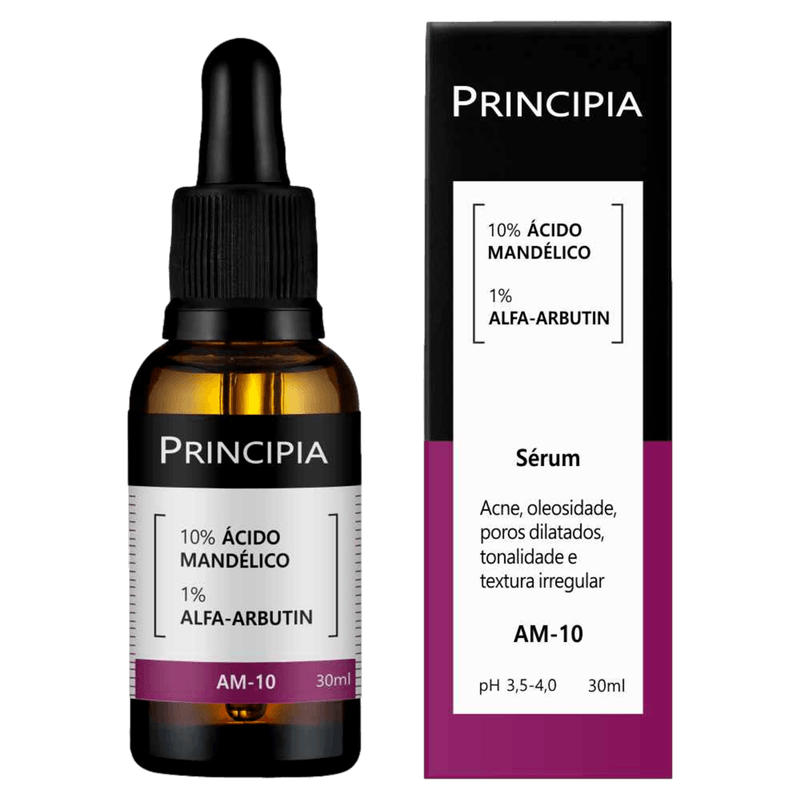 PRINCIPIA
10% ÁCIDO
MANDÉLICO
1%
ALFA-ARBUTIN
AM-10 30ml
PRINCIPIA
10% ÁCIDO
MANDÉLICO
1%
ALFA-ARBUTIN
Sérum
Acne, oleosidade,
poros dilatados,
tonalidade e
textura irregular
AM-10
pH 3,5-4,0 30ml